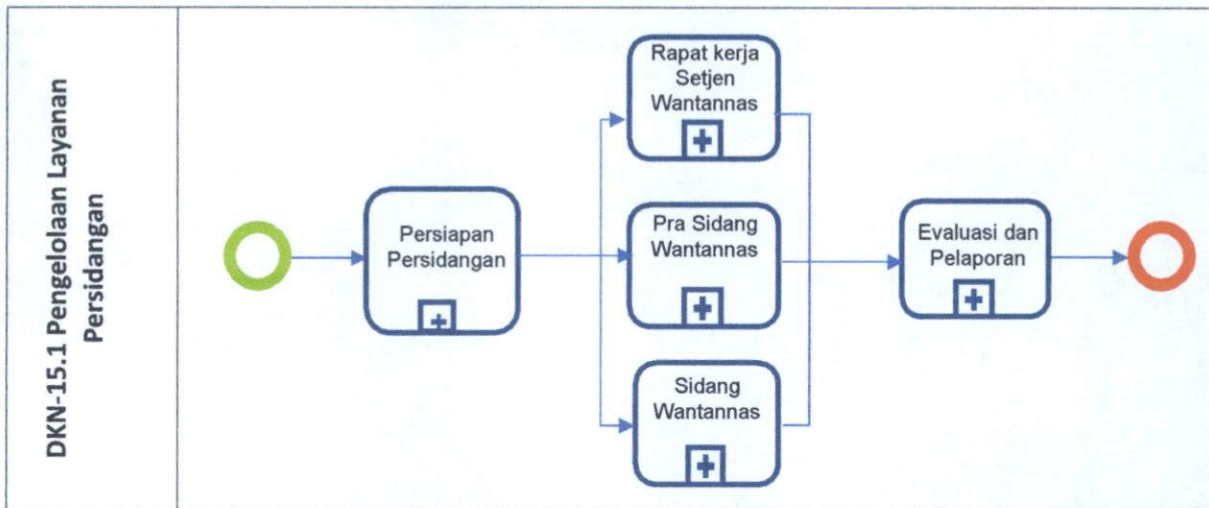 DKN-15.1 Pengelolaan Layanan
Persidangan
Persiapan
Persidangan
Rapat kerja
Setjen
Wantannas
Pra Sidang
Wantannas
Sidang
Wantannas
Evaluasi dan
Pelaporan